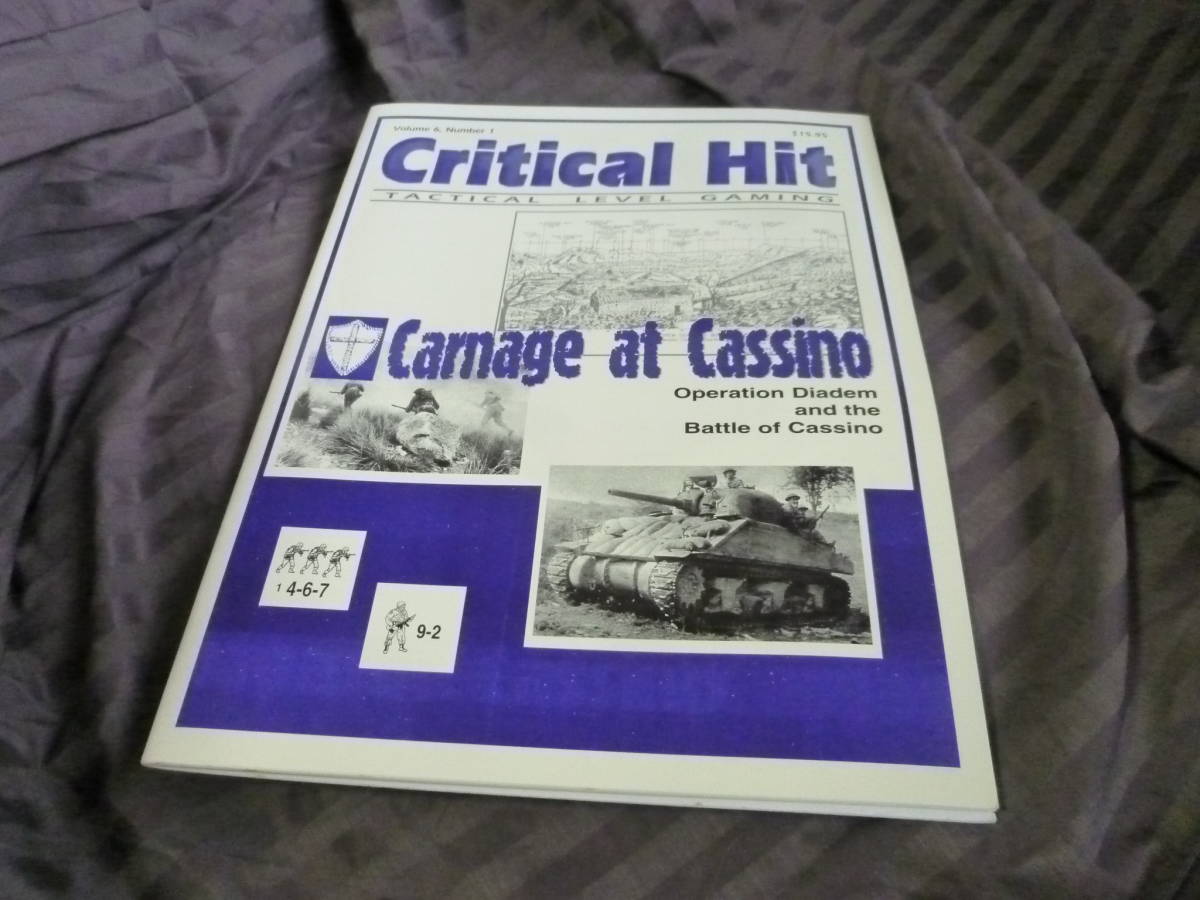 Volume 6, Number 1
$15.95
Critical Hit
TACTICAL LEVEL GAMING
Carnage at Cassino
Operation Diadem
and the
Battle of Cassino
1 4-6-7
9-2